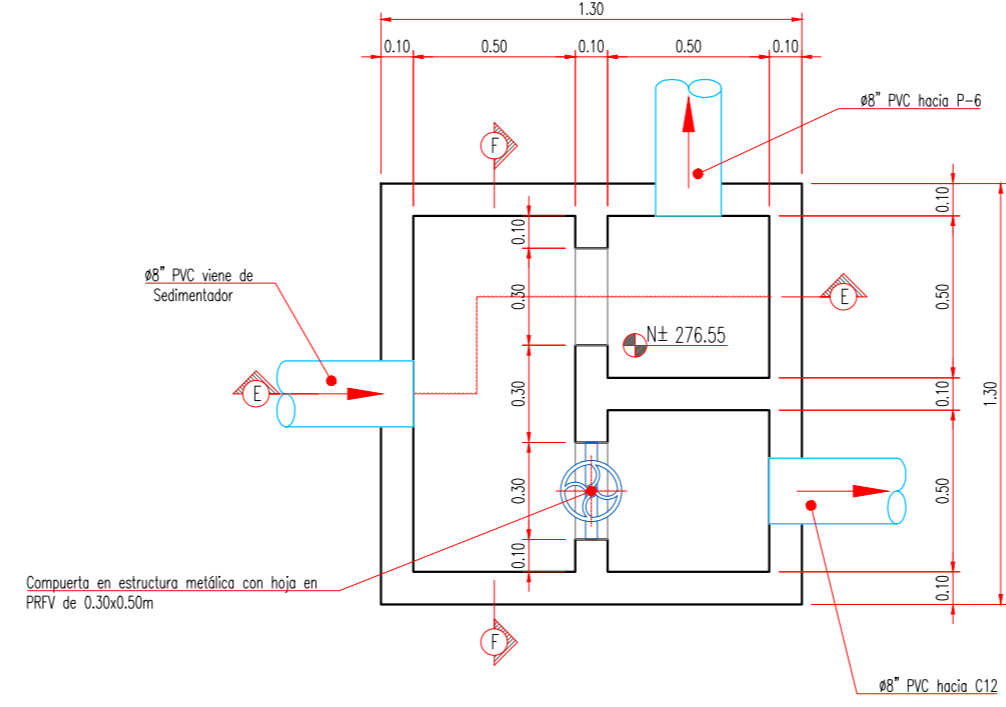 1.30
0.10 0.50 0.10 0.50 0.10
ø8" PVC hacia P-6
F
0.10
0.10
ø8" PVC viene de
Sedimentador
0.30
0.50
E
N± 276.55
E
0.30
0.10
1.30
0.30
0.50
0.10
0.10
Compuerta en estructura metálica con hoja en
PRFV de 0.30x0.50m
F
ø8" PVC hacia C12